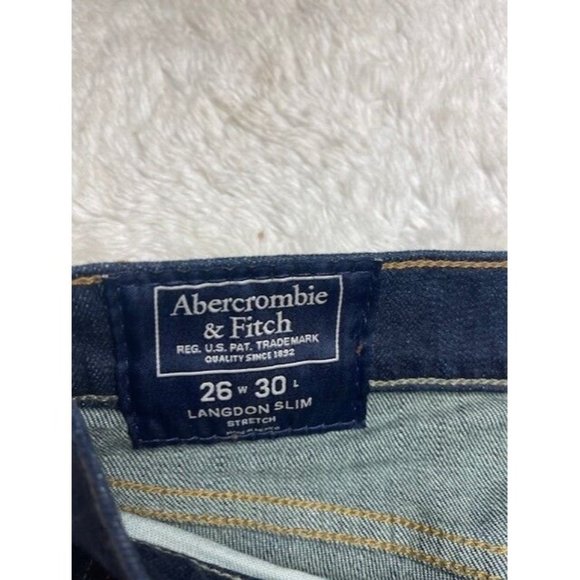 Abercrombie
& Fitch
REG. U.S. PAT. TRADEMARK
QUALITY SINCE 1892
26 W 30 L
LANGDON SLIM
STRETCH